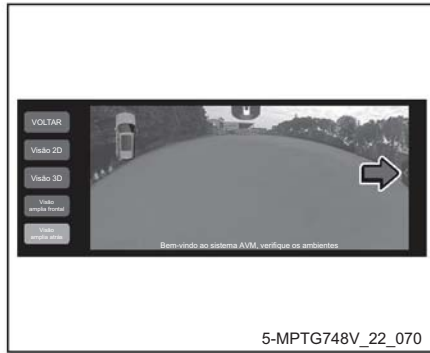 VOLTAR
Visão 2D
Visão 3D
Visão
ampla frontal
Visão
ampla atrás
Bem-vindo ao sistema AVM, verifique os ambientes
5-MPTG748V_22_070